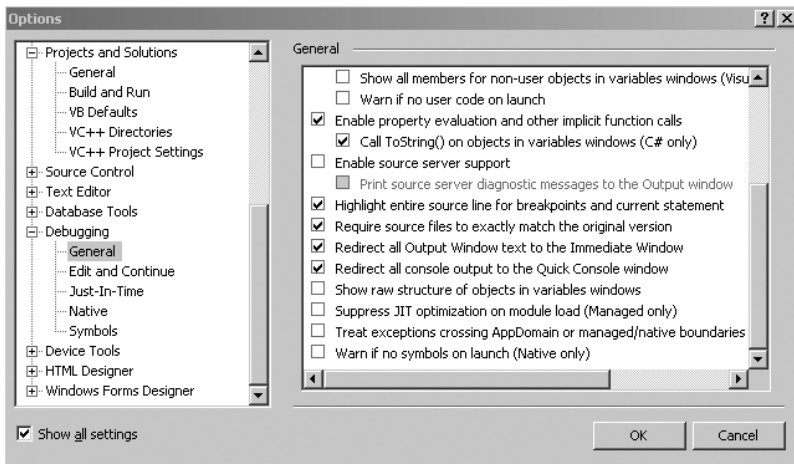 Options
Projects and Solutions
General
Build and Run
VB Defaults
VC++ Directories
VC++ Project Settings
Source Control
Text Editor
Database Tools
Debugging
General
Edit and Continue
Just-In-Time
Native
Symbols
Device Tools
HTML Designer
Windows Forms Designer
Show all settings
General
Show all members for non-user objects in variables windows (Visu
Warn if no user code on launch
Enable property evaluation and other implicit function calls
Call ToString() on objects in variables windows (C# only)
Enable source server support
Print source server diagnostic messages to the Output window
Highlight entire source line for breakpoints and current statement
Require source files to exactly match the original version
Redirect all Output Window text to the Immediate Window
Redirect all console output to the Quick Console window
Show raw structure of objects in variables windows
Suppress JIT optimization on module load (Managed only)
Treat exceptions crossing AppDomain or managed/native boundaries
Warn if no symbols on launch (Native only)
OK
Cancel